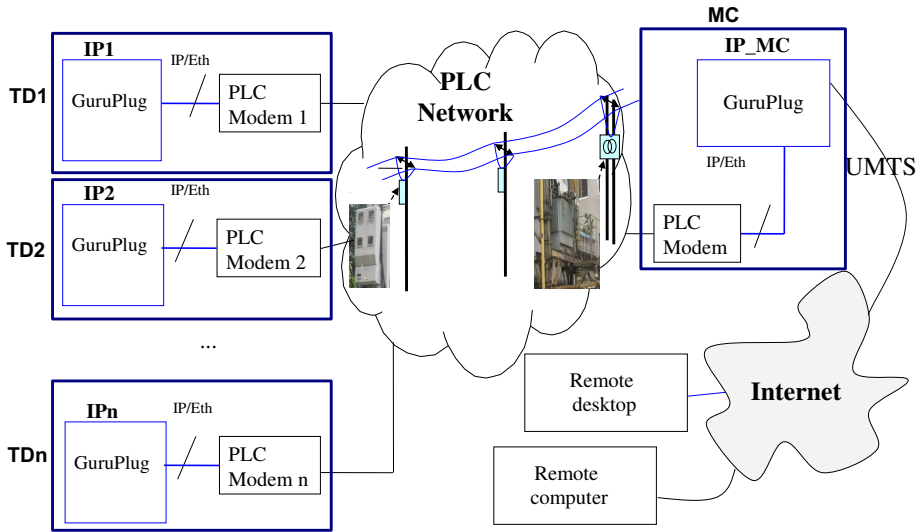 MC
IP1
IP/Eth
TD1
GuruPlug
PLC
Modem 1
PLC
Network
IP_MC
GuruPlug
IP/Eth
UMTS
IP2
IP/Eth
TD2
GuruPlug
PLC
Modem 2
PLC
Modem
...
IPn
IP/Eth
TDn
GuruPlug
PLC
Modem n
Remote
desktop
Internet
Remote
computer